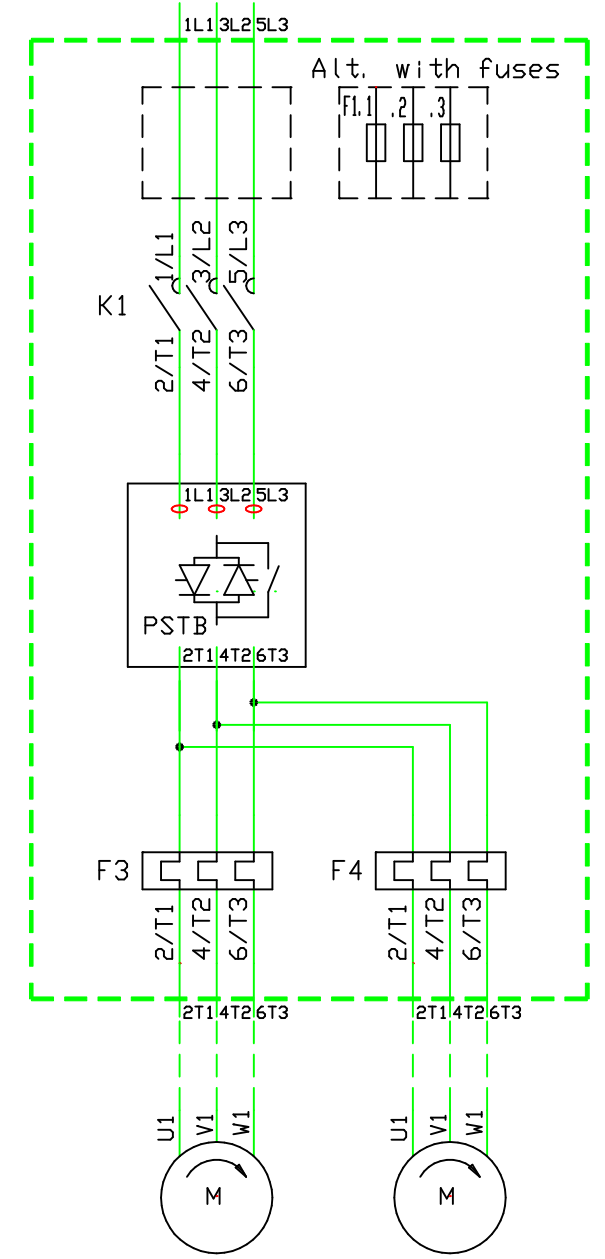 1L1 3L2 5L3
Alt. with fuses
F1.1 .2 .3
1/L1 3/L2 5/L3
K1
2/T1 4/T2 6/T3
1L1 3L2 5L3
PSTB
2T1 4T2 6T3
F3 F4
2/T1 4/T2 6/T3 2/T1 4/T2 6/T3
2T1 4T2 6T3 2T1 4T2 6T3
U1 V1 W1 U1 V1 W1
M M